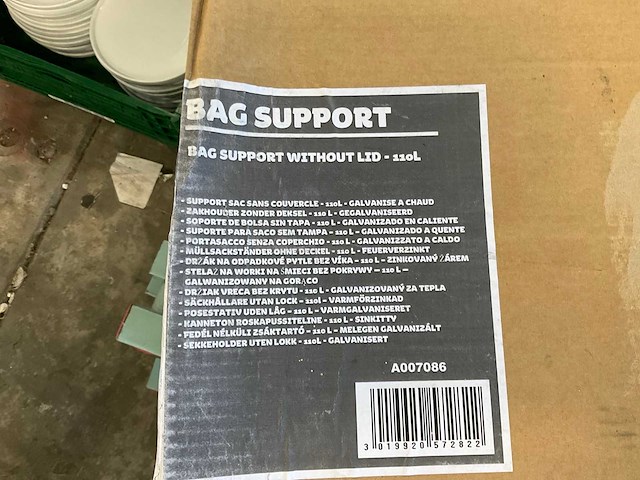 BAG SUPPORT
BAG SUPPORT WITHOUT LID - 110L
- SUPPORT SAC SANS COUVERCLE - 110L - GALVANISE A CHAUD
- ZAKHOUDER ZONDER DEKSEL - 110 L - GEGALVANISEERD
- SOPORTE DE BOLSA SIN TAPA - 110 L - GALVANIZADO EN CALIENTE
- SUPORTE PARA SACO SEM TAMPA - 110 L - GALVANIZADO A QUENTE
- PORTASACCO SENZA COPERCHIO - 110 L - GALVANIZZATO A CALDO
- MÜLLSACKSTÄNDER OHNE DECKEL - 110 L - FEUERVERZINKT
- DRŽÁK NA ODPADKOVÉ PYTLE BEZ VÍKA – 110 L - ZINKOVANÝ ŽÁREM
- STELAŻ NA WORKI NA ŚMIECI BEZ POKRYWY – 110 L –
GALWANIZOWANY NA GORĄCO
- DRŽIAK VRECA BEZ KRYTU - 110 L - GALVANIZOVANÝ ZA TEPLA
- SÄCKHÅLLARE UTAN LOCK - 110l - VARMFÖRZINKAD
- POSESTATIV UDEN LÅG – 110 L – VARMGALVANISERET
- KANNETON ROSKAPUSSITELINE - 110 L - SINKITTY
- FEDÉL NÉLKÜLI ZSÁKTARTÓ – 110 L - MELEGEN GALVANIZÁLT
- SEKKEHOLDER UTEN LOKK - 110L - GALVANISERT
A007086
3 019920 572822